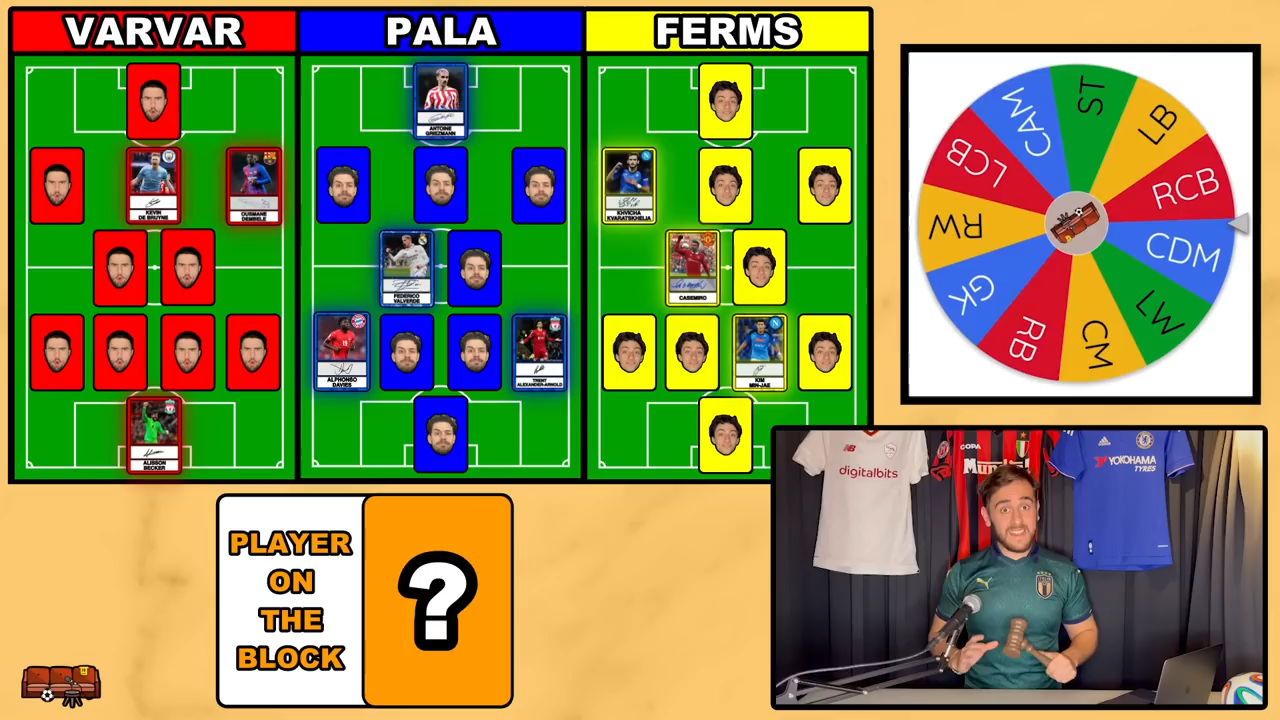 VARVAR
PALA
FERMS
ANTOINE
GRIEZMANN
KEVIN
DE BRUYNE
OUSMANE
DEMBELE
KHVICHA
KVARATSKHELIA
FEDERICO
VALVERDE
CASEMIRO
ALPHONSO
DAVIES
TRENT
ALEXANDER-ARNOLD
KIM
MIN-JAE
ALISSON
BECKER
ST
LB
RCB
CDM
LW
CM
RB
GK
RW
LCB
CAM
PLAYER
ON
THE
BLOCK
?
digitalbits
COPA
YOKOHAMA
TYRES